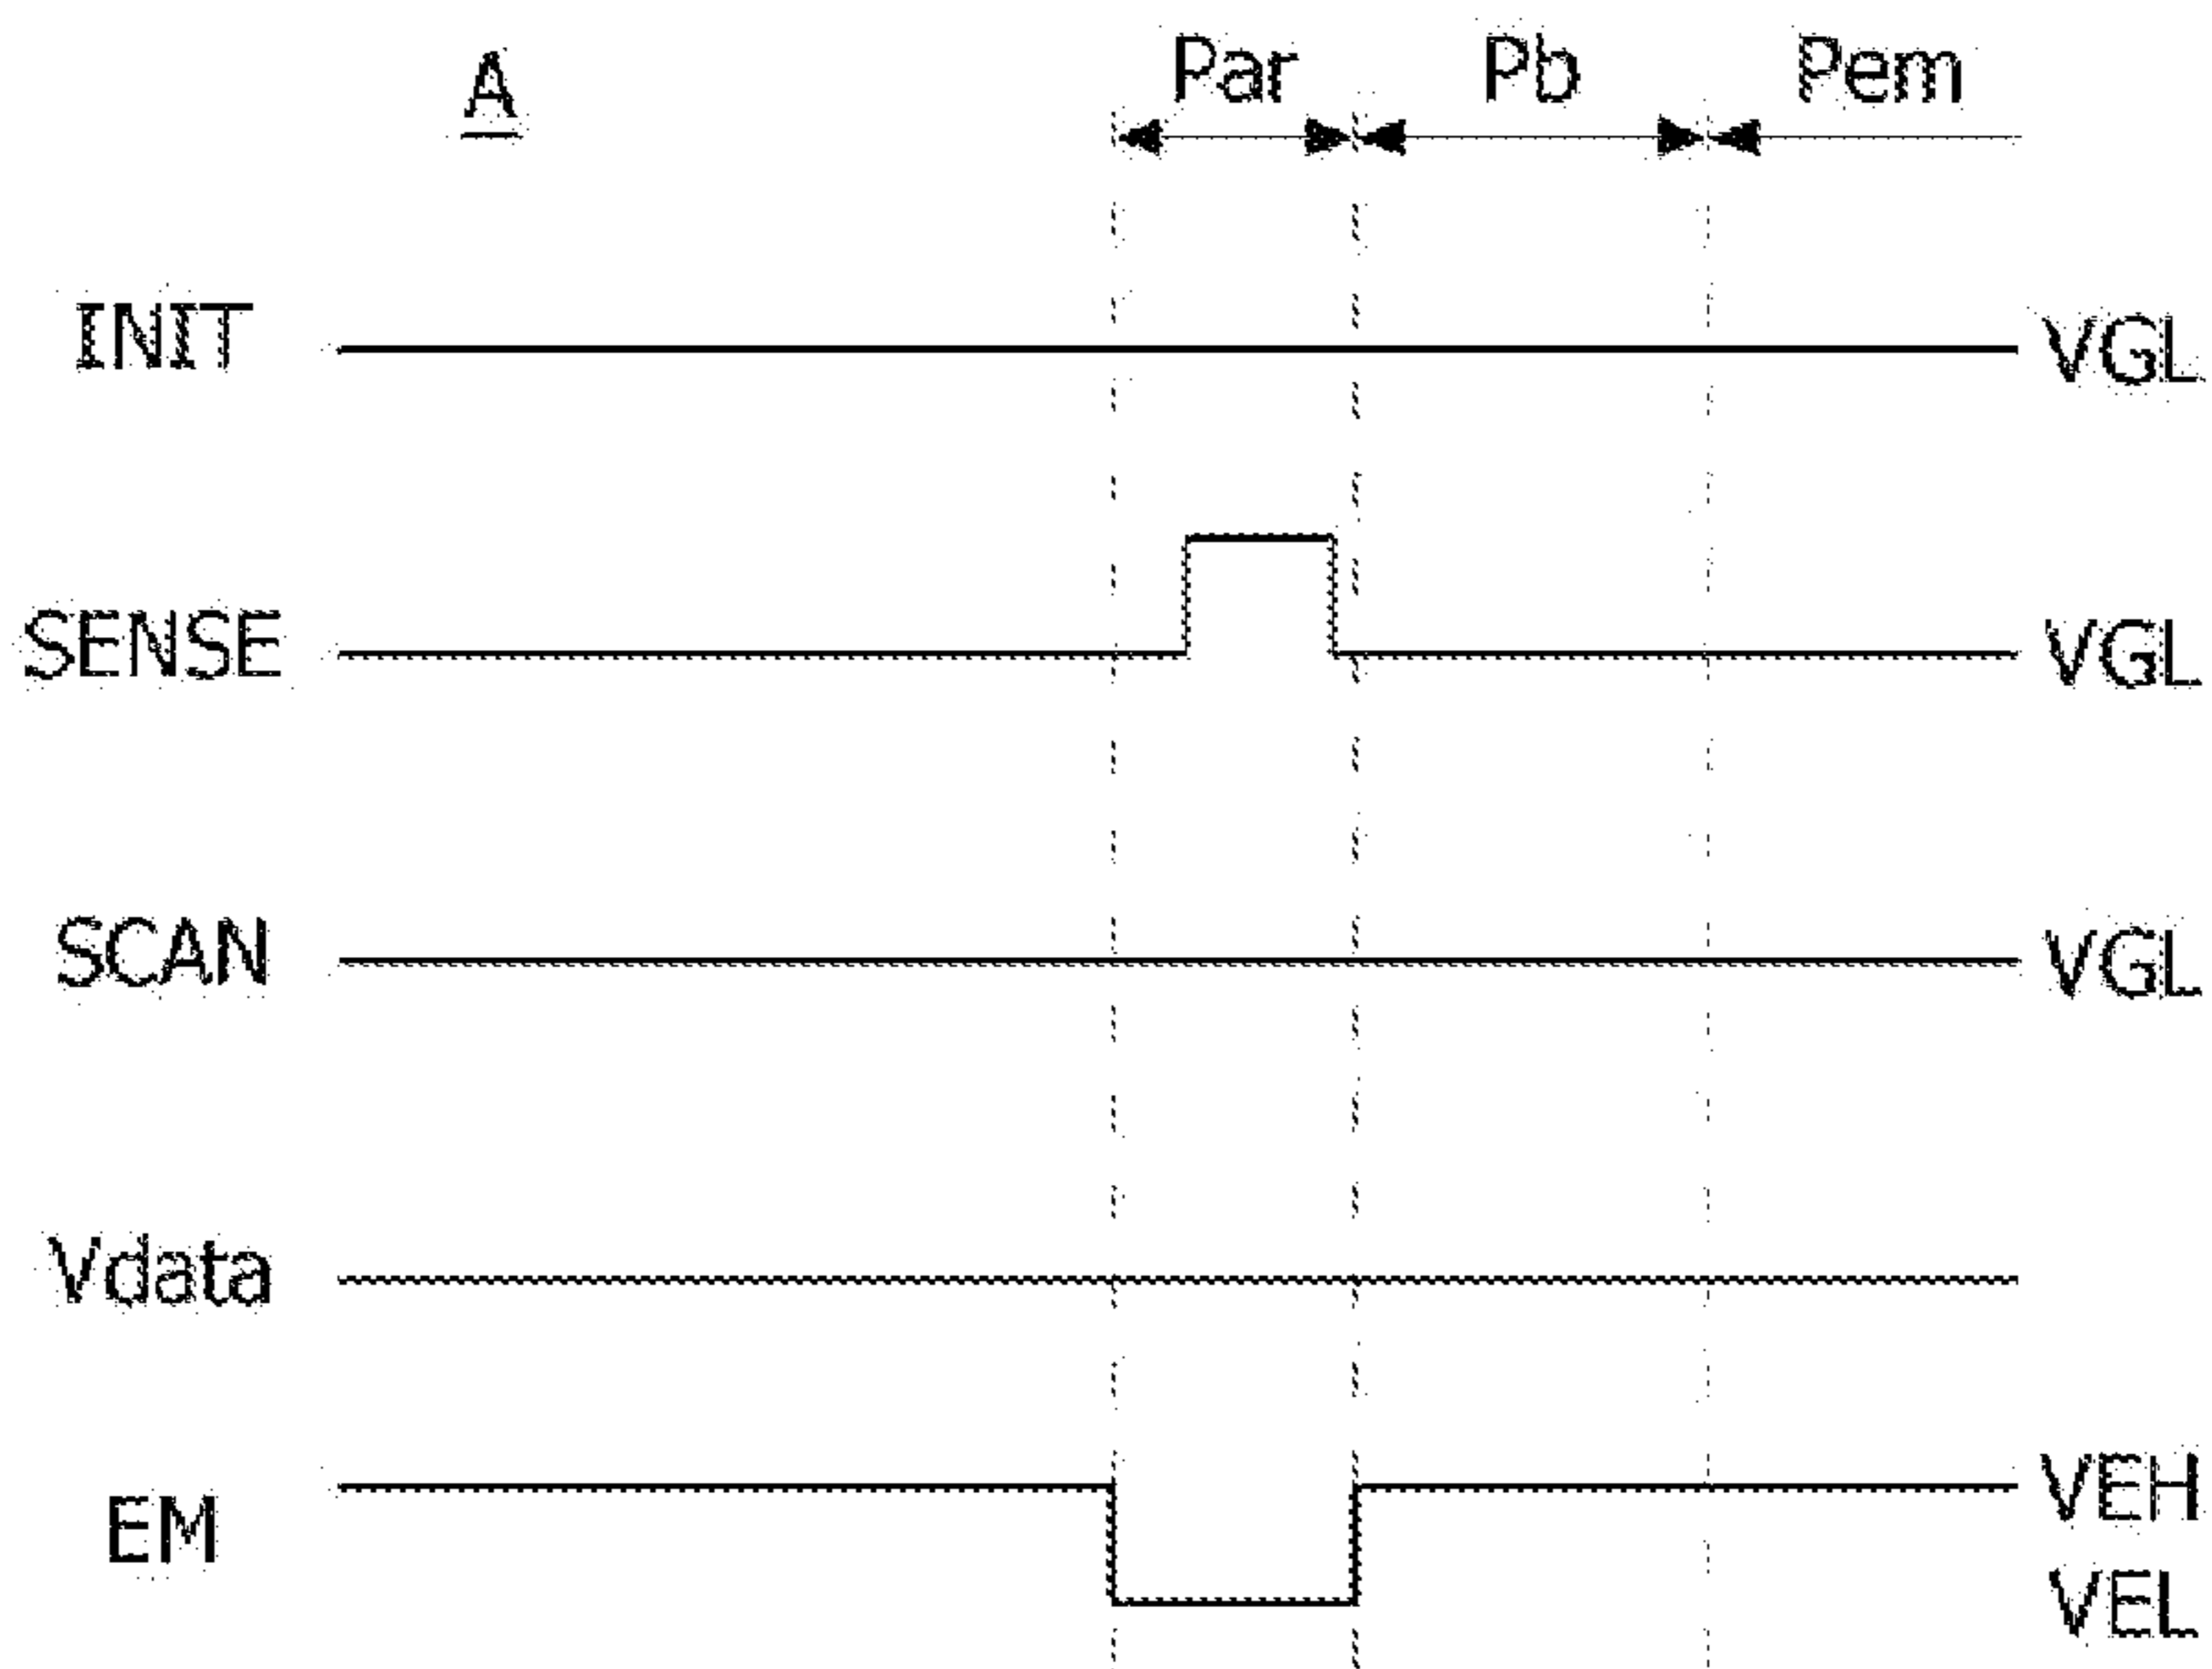 A
Par Pb Pem
INIT VGL
SENSE VGL
SCAN VGL
Vdata
EM VEH
VEL